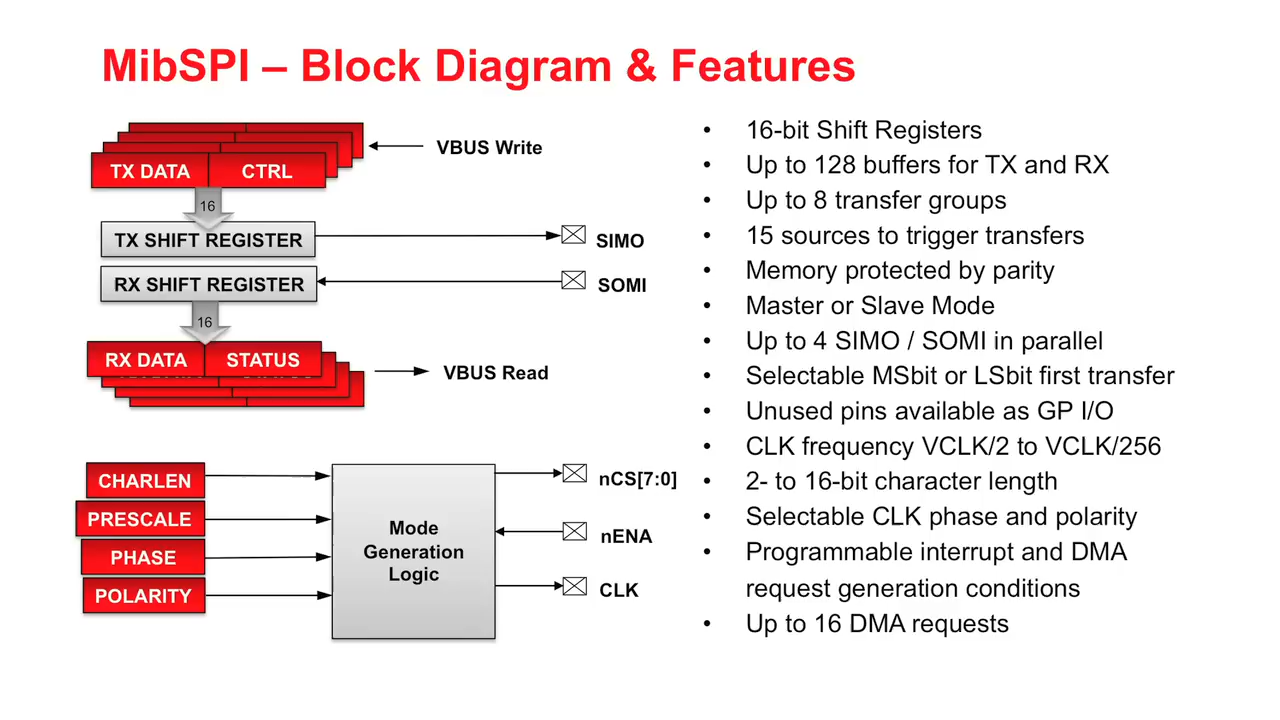 MibSPI – Block Diagram & Features
TX DATA
CTRL
VBUS Write
16
TX SHIFT REGISTER
SIMO
RX SHIFT REGISTER
SOMI
16
RX DATA
STATUS
VBUS Read
CHARLEN
PRESCALE
PHASE
POLARITY
Mode
Generation
Logic
nCS[7:0]
nENA
CLK
• 16-bit Shift Registers
• Up to 128 buffers for TX and RX
• Up to 8 transfer groups
• 15 sources to trigger transfers
• Memory protected by parity
• Master or Slave Mode
• Up to 4 SIMO / SOMI in parallel
• Selectable MSbit or LSbit first transfer
• Unused pins available as GP I/O
• CLK frequency VCLK/2 to VCLK/256
• 2- to 16-bit character length
• Selectable CLK phase and polarity
• Programmable interrupt and DMA
request generation conditions
• Up to 16 DMA requests